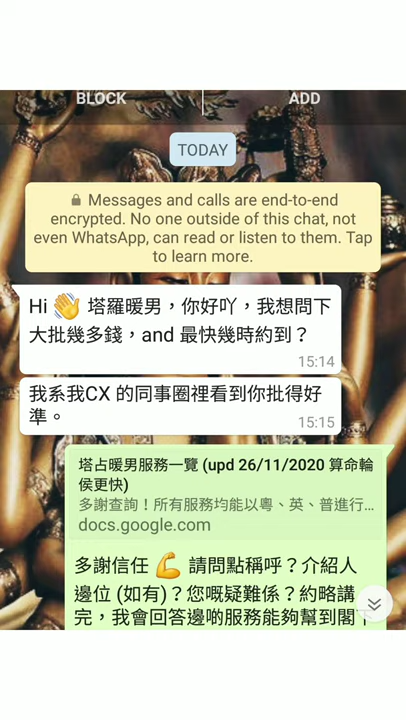 BLOCK
ADD
TODAY
🔒 Messages and calls are end-to-end
encrypted. No one outside of this chat, not
even WhatsApp, can read or listen to them. Tap
to learn more.
Hi 👋 塔羅暖男，你好吖，我想問下
大批幾多錢，and 最快幾時約到？
15:14
我系我CX 的同事圈裡看到你批得好
準。
15:15
塔占暖男服務一覽 (upd 26/11/2020 算命輪
侯更快)
多謝查詢！所有服務均能以粵、英、普進行...
docs.google.com
多謝信任 💪 請問點稱呼？介紹人
邊位 (如有)？您嘅疑難係？約略講
完，我會回答邊啲服務能夠幫到閣下